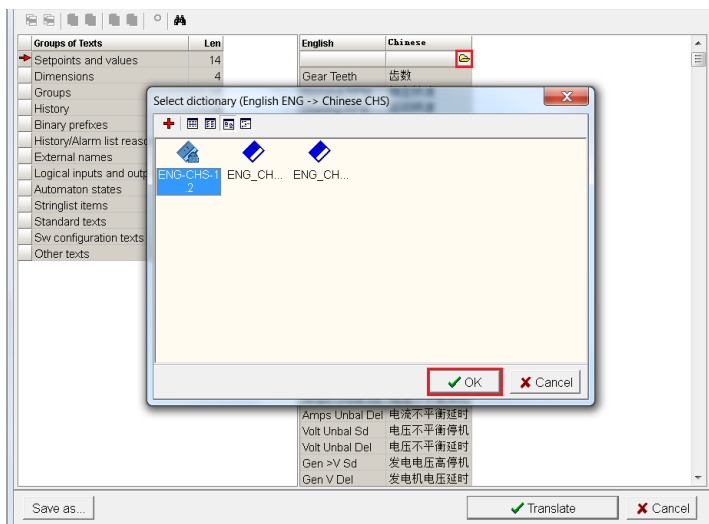 Groups of Texts Len
Setpoints and values 14
Dimensions 4
Groups
History
Binary prefixes
History/Alarm list reaso
External names
Logical inputs and outp
Automaton states
Stringlist items
Standard texts
Sw configuration texts
Other texts
English Chinese
Gear Teeth 齿数
Select dictionary (English ENG -> Chinese CHS)
ENG-CHS-1.2
ENG_CH...
ENG_CH...
OK
Cancel
Amps Unbal Del 电流不平衡延时
Volt Unbal Sd 电压不平衡停机
Volt Unbal Del 电压不平衡延时
Gen >V Sd 发电电压高停机
Gen V Del 发电机电压延时
Save as...
Translate
Cancel